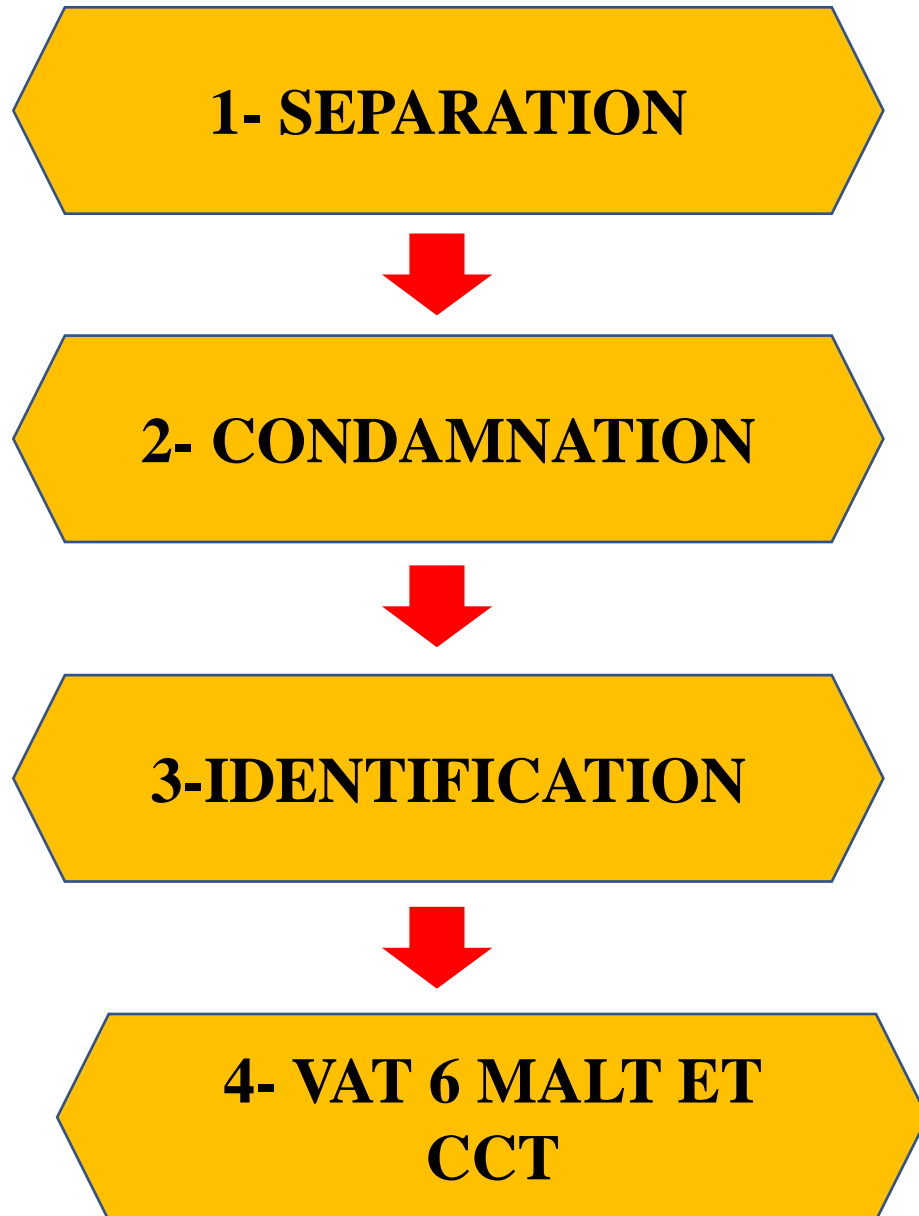 1- SEPARATION
2- CONDAMNATION
3-IDENTIFICATION
4- VAT 6 MALT ET
CCT